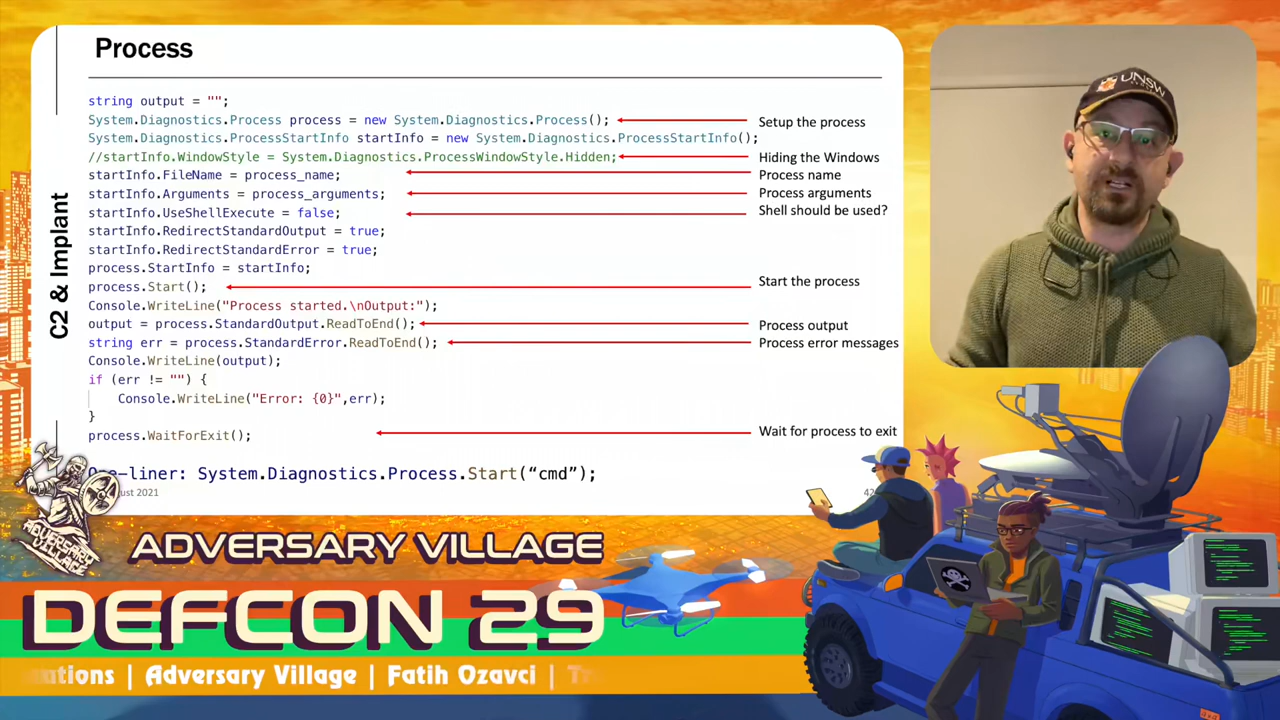 Process
string output = "";
System.Diagnostics.Process process = new System.Diagnostics.Process();
Setup the process
System.Diagnostics.ProcessStartInfo startInfo = new System.Diagnostics.ProcessStartInfo();
//startInfo.WindowStyle = System.Diagnostics.ProcessWindowStyle.Hidden;
Hiding the Windows
startInfo.FileName = process_name;
Process name
startInfo.Arguments = process_arguments;
Process arguments
startInfo.UseShellExecute = false;
Shell should be used?
startInfo.RedirectStandardOutput = true;
startInfo.RedirectStandardError = true;
process.StartInfo = startInfo;
process.Start();
Start the process
Console.WriteLine("Process started.\nOutput:");
output = process.StandardOutput.ReadToEnd();
Process output
string err = process.StandardError.ReadToEnd();
Process error messages
Console.WriteLine(output);
if (err != "") {
Console.WriteLine("Error: {0}",err);
}
process.WaitForExit();
Wait for process to exit
-liner: System.Diagnostics.Process.Start(“cmd”);
2021
C2 & Implant
UNSW
ADVERSARY VILLAGE
ADVERSARY VILLAGE
DEFCON 29
ations | Adversary Village | Fatih Ozavci |